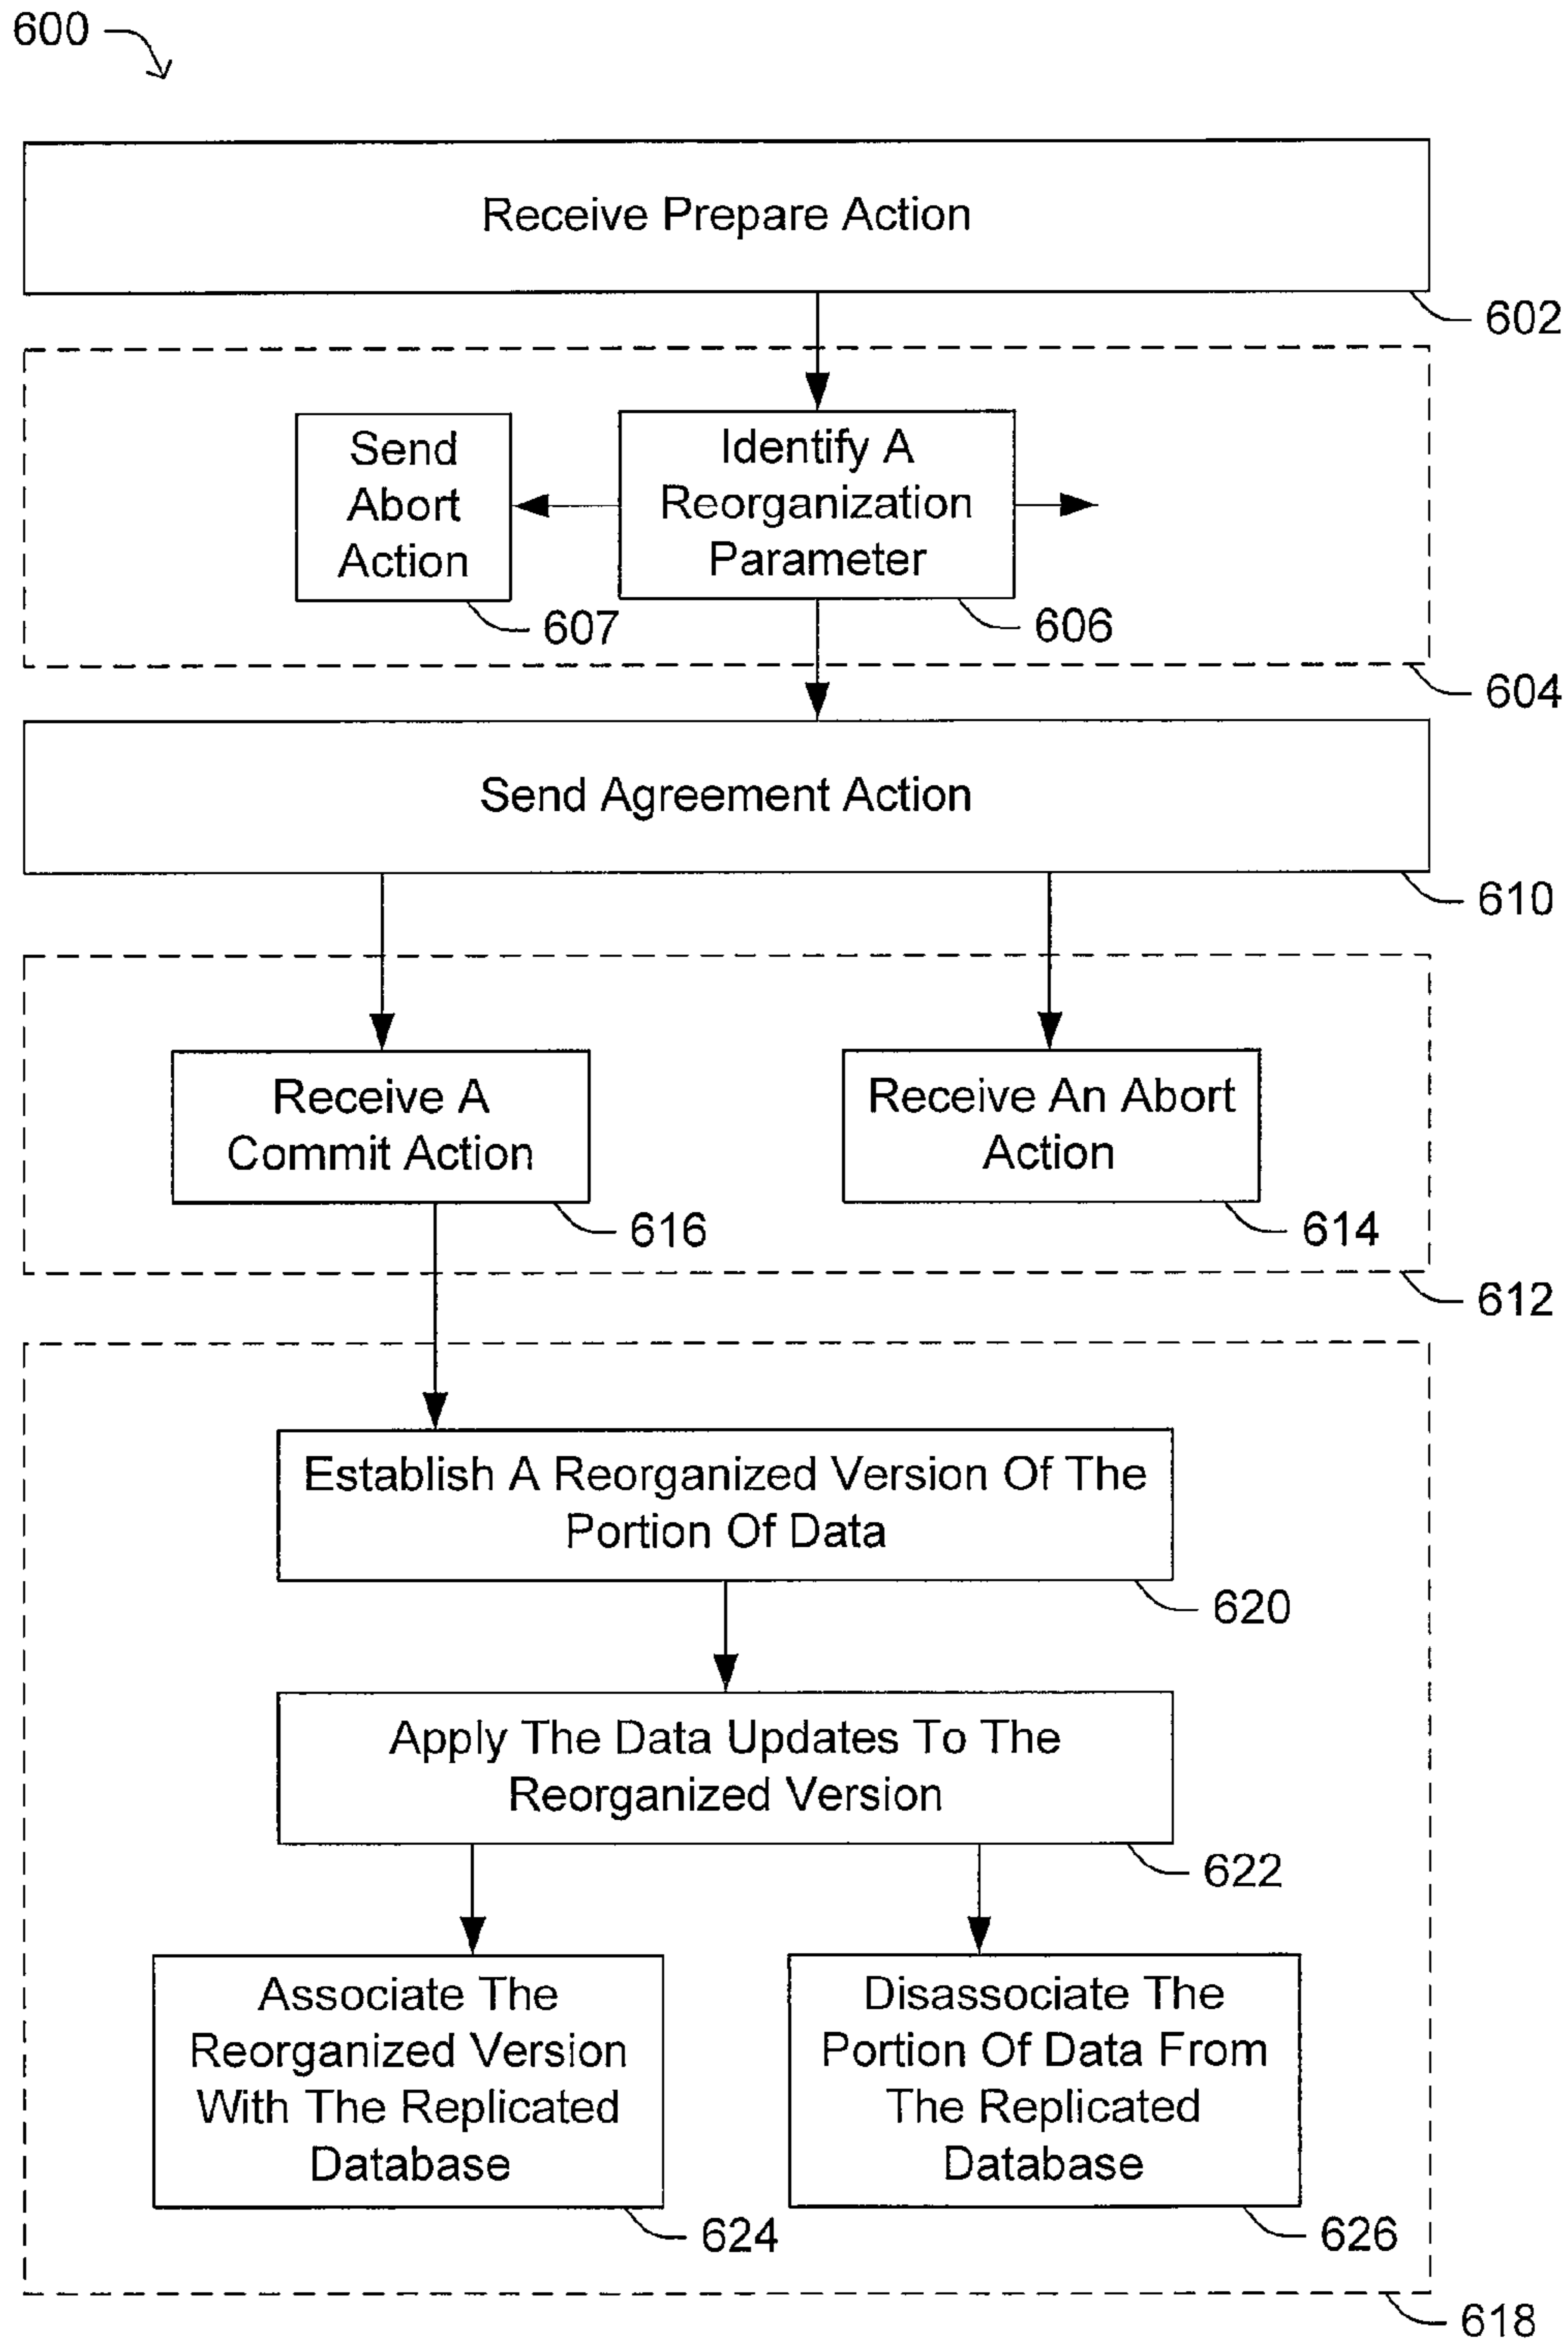 600
Receive Prepare Action
602
Send
Abort
Action
607
Identify A
Reorganization
Parameter
606
604
Send Agreement Action
610
Receive A
Commit Action
616
Receive An Abort
Action
614
612
Establish A Reorganized Version Of The
Portion Of Data
620
Apply The Data Updates To The
Reorganized Version
622
Associate The
Reorganized Version
With The Replicated
Database
624
Disassociate The
Portion Of Data From
The Replicated
Database
626
618